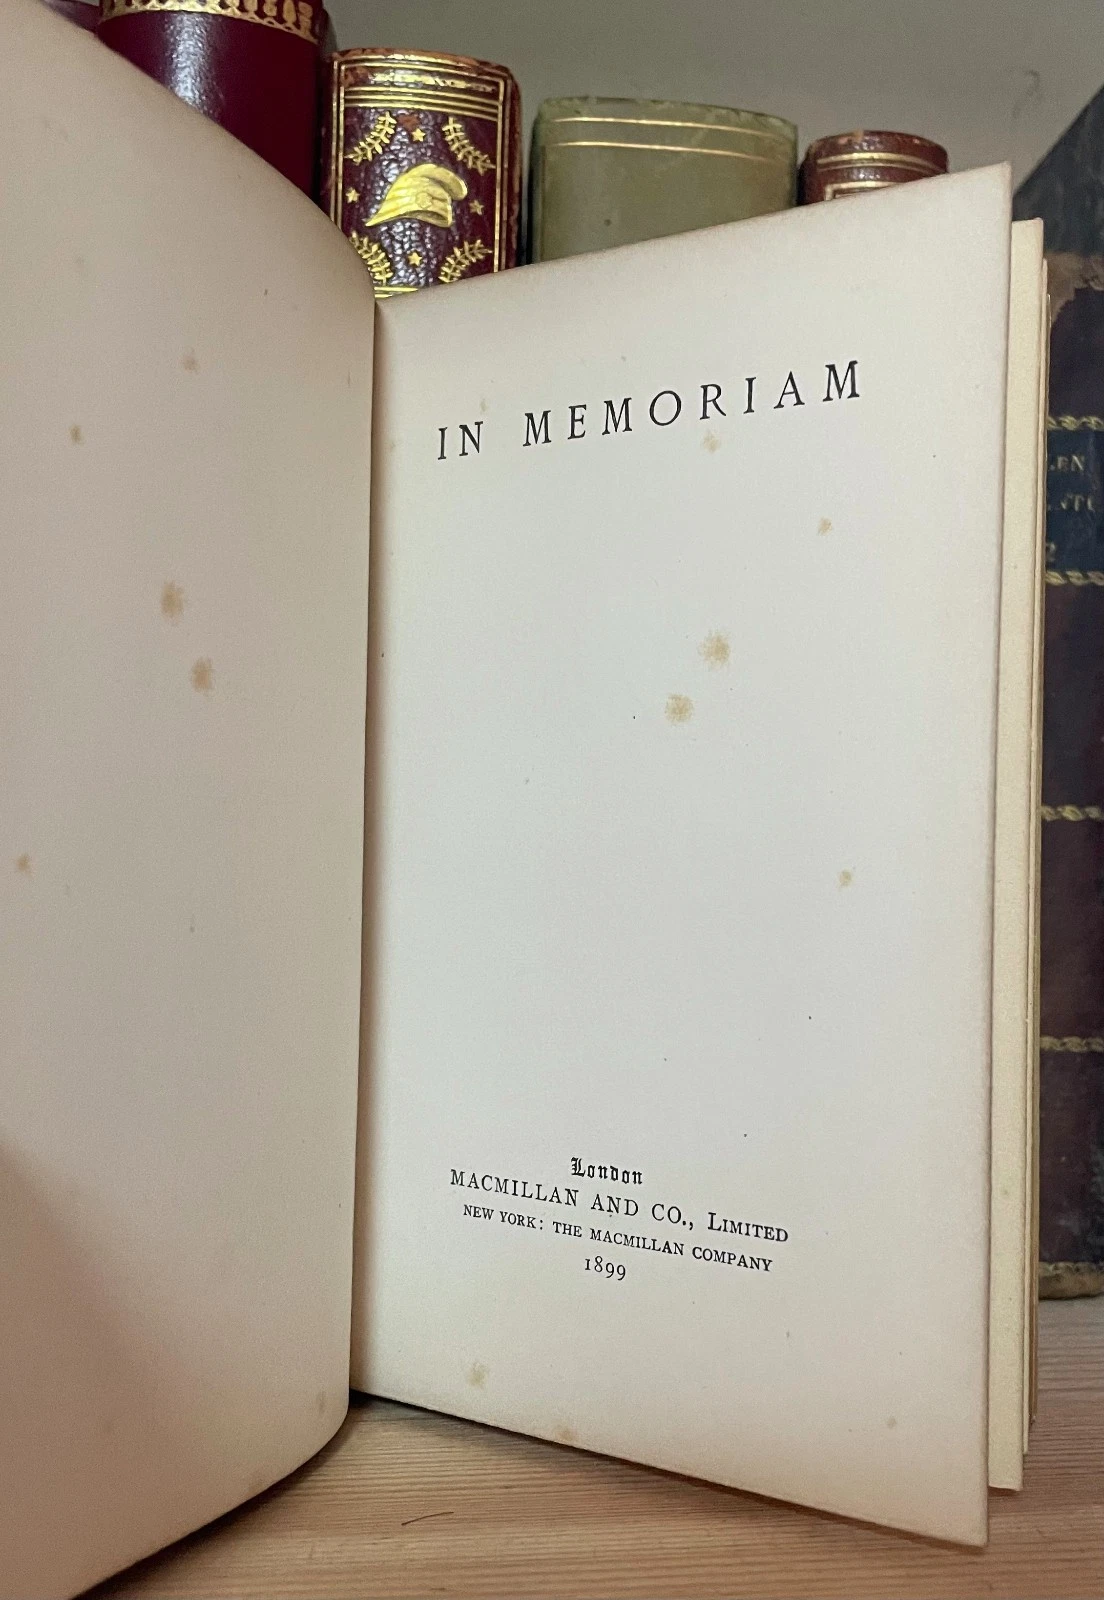 IN MEMORIAM
London
MACMILLAN AND CO., LIMITED
NEW YORK: THE MACMILLAN COMPANY
1899